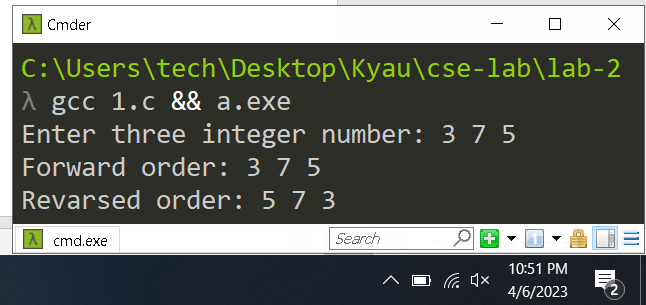 Cmder
C:\Users\tech\Desktop\Kyau\cse-lab\lab-2
λ gcc 1.c && a.exe
Enter three integer number: 3 7 5
Forward order: 3 7 5
Revarsed order: 5 7 3
cmd.exe
Search
10:51 PM
4/6/2023
2